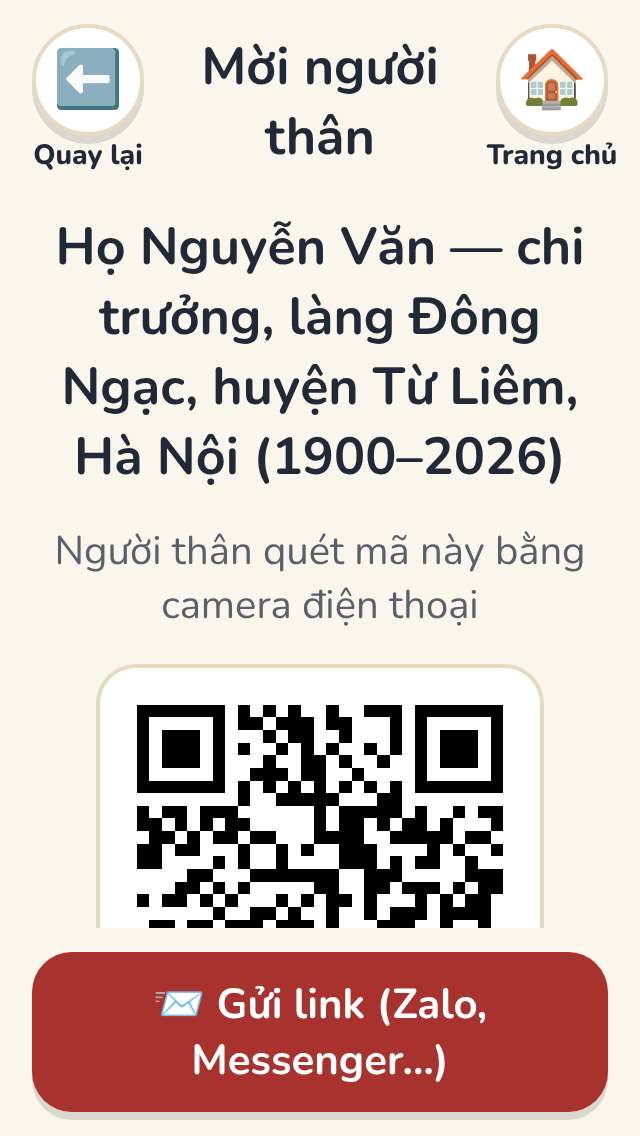 Mời người
thân
Quay lại
Trang chủ
Họ Nguyễn Văn — chi
trưởng, làng Đông
Ngạc, huyện Từ Liêm,
Hà Nội (1900–2026)
Người thân quét mã này bằng
camera điện thoại
Gửi link (Zalo,
Messenger...)